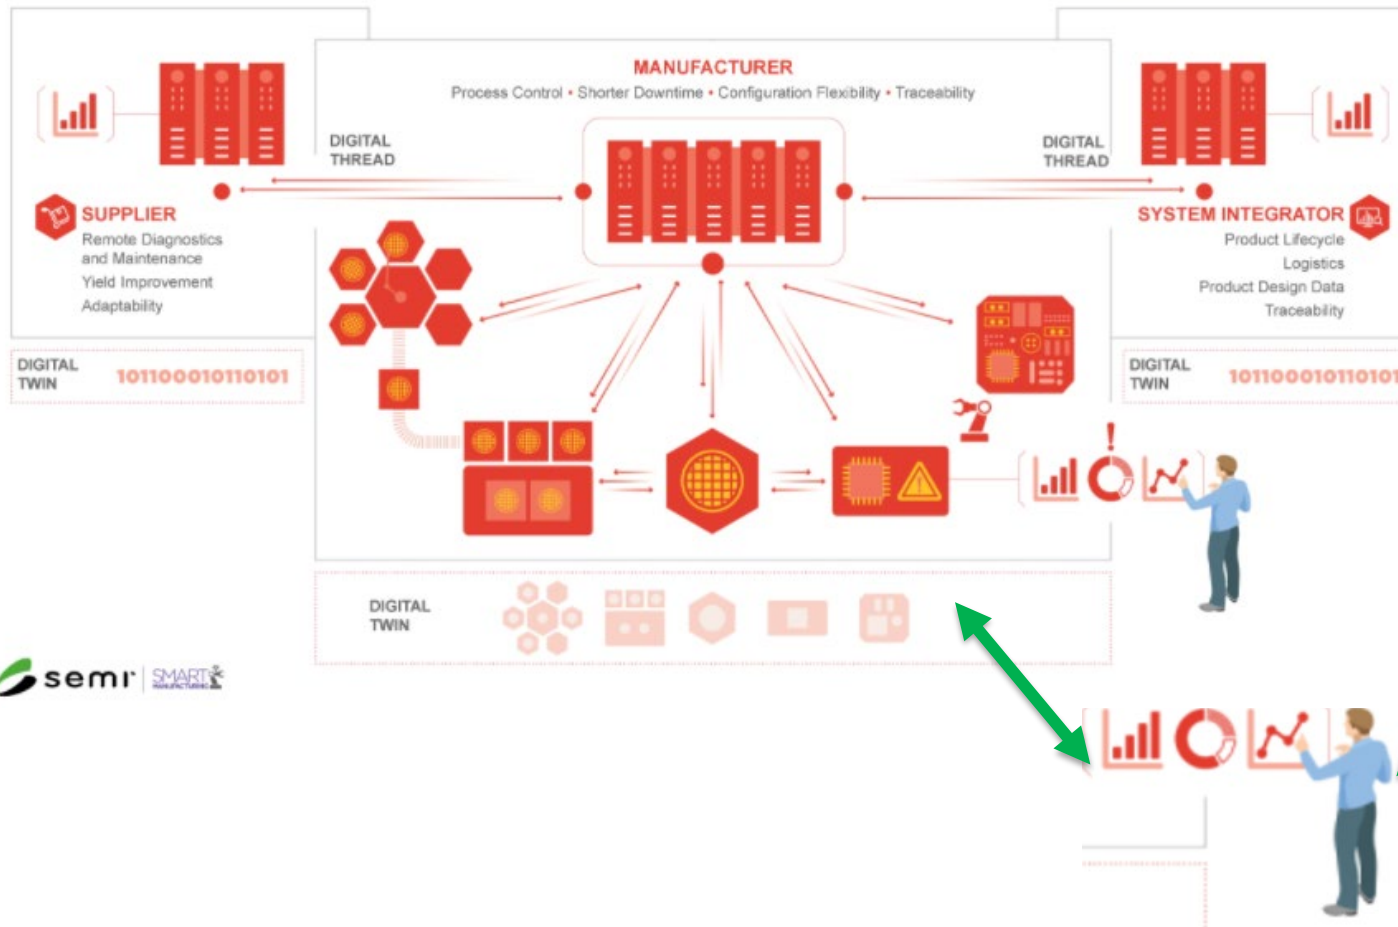 MANUFACTURER
Process Control • Shorter Downtime • Configuration Flexibility • Traceability
DIGITAL
THREAD
DIGITAL
THREAD
SUPPLIER
Remote Diagnostics
and Maintenance
Yield Improvement
Adaptability
SYSTEM INTEGRATOR
Product Lifecycle
Logistics
Product Design Data
Traceability
DIGITAL
TWIN
101100010110101
DIGITAL
TWIN
101100010110101
!
DIGITAL
TWIN
semi
SMART
MANUFACTURING